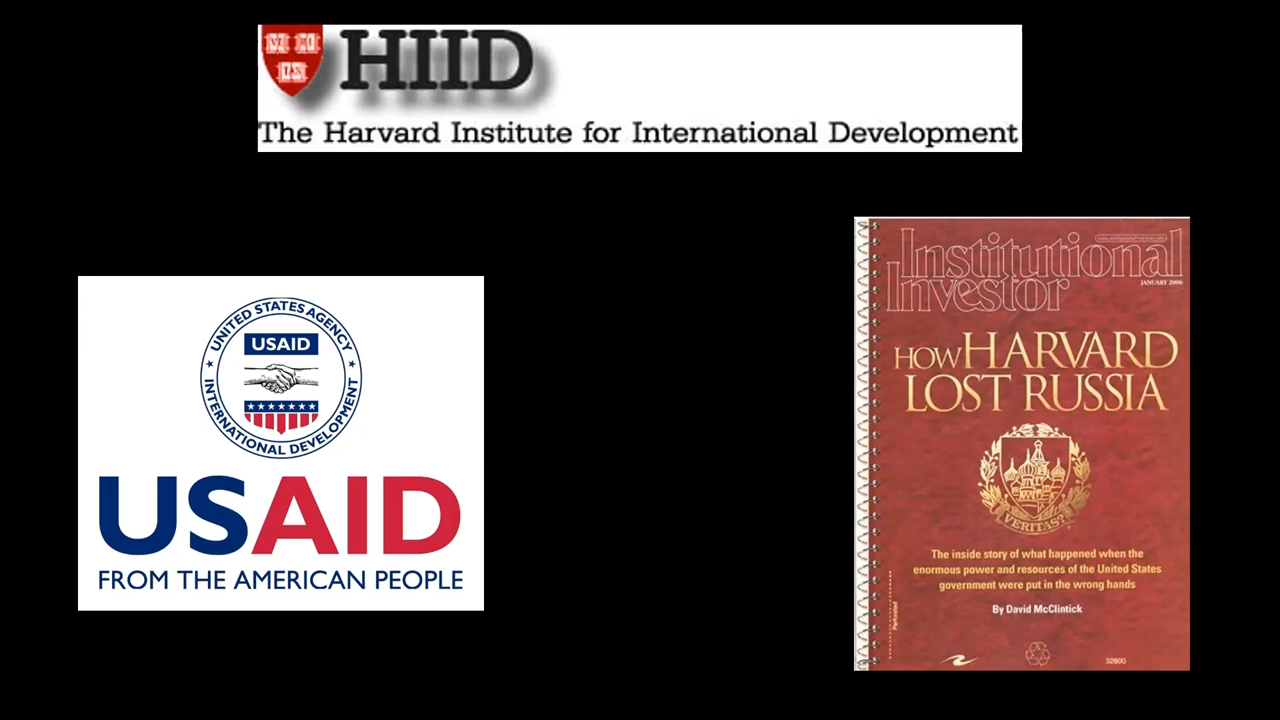 HIID
The Harvard Institute for International Development
UNITED STATES AGENCY
USAID
INTERNATIONAL DEVELOPMENT
USAID
FROM THE AMERICAN PEOPLE
Institutional
Investor
JANUARY 2006
HOW HARVARD
LOST RUSSIA
VERITAS?
The inside story of what happened when the
enormous power and resources of the United States
government were put in the wrong hands
By David McClintick
32800